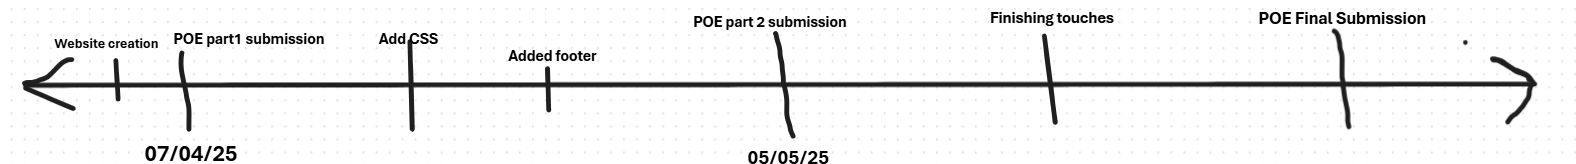 Website creation
POE part1 submission
Add CSS
Added footer
POE part 2 submission
Finishing touches
POE Final Submission
07/04/25
05/05/25